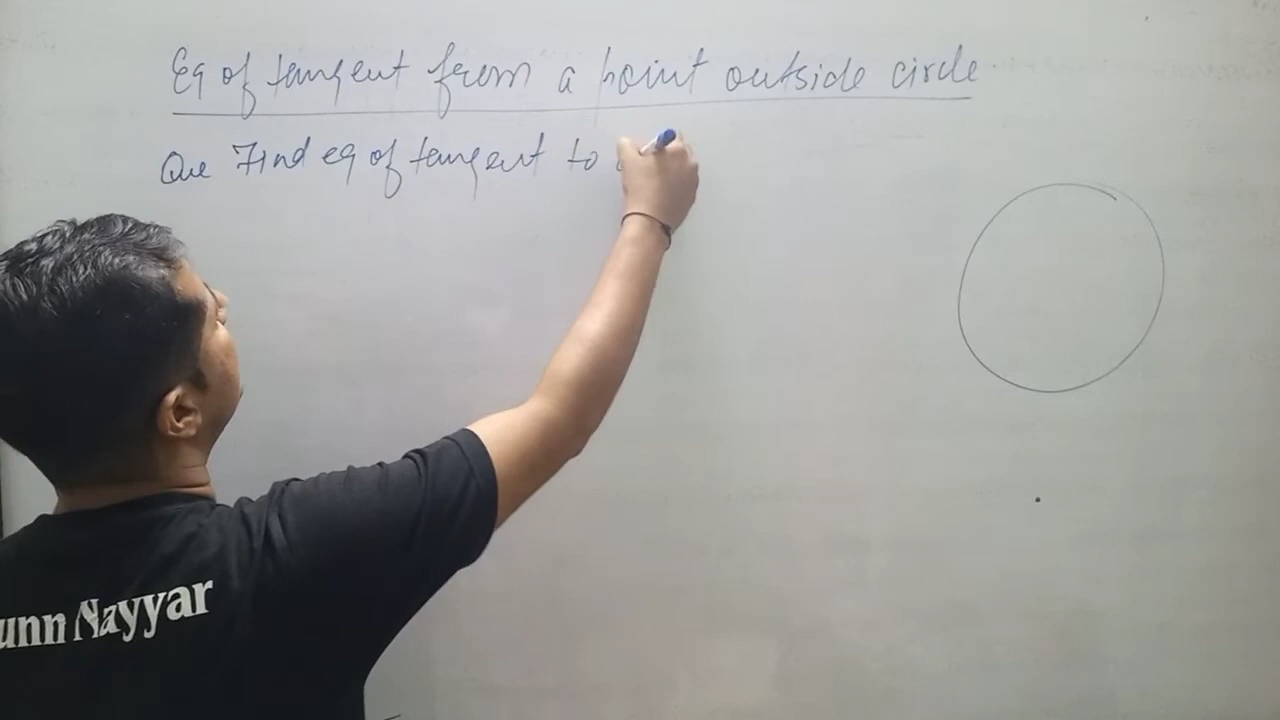 Eq of tangent from a point outside circle
Que Find eq of tangent to
unn Nayyar